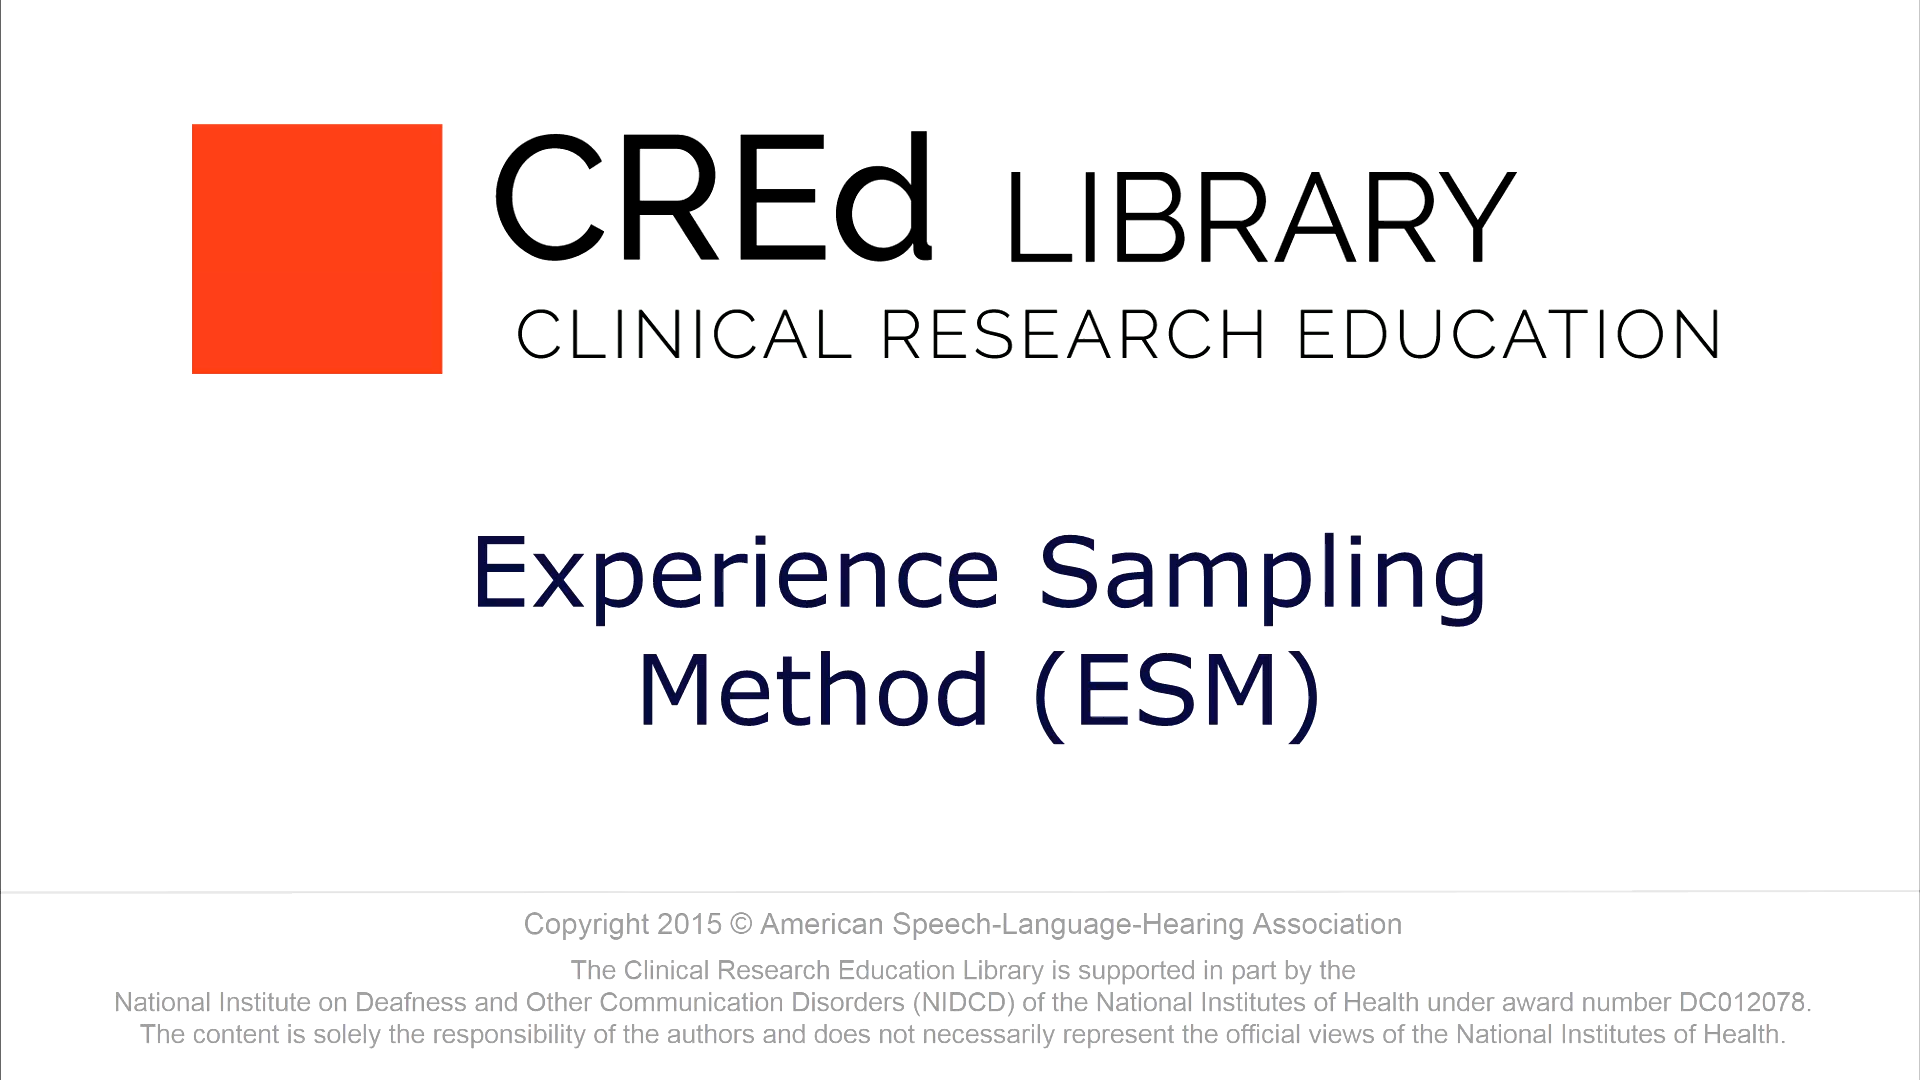 CREd LIBRARY
CLINICAL RESEARCH EDUCATION
Experience Sampling
Method (ESM)
Copyright 2015 © American Speech-Language-Hearing Association
The Clinical Research Education Library is supported in part by the
National Institute on Deafness and Other Communication Disorders (NIDCD) of the National Institutes of Health under award number DC012078.
The content is solely the responsibility of the authors and does not necessarily represent the official views of the National Institutes of Health.